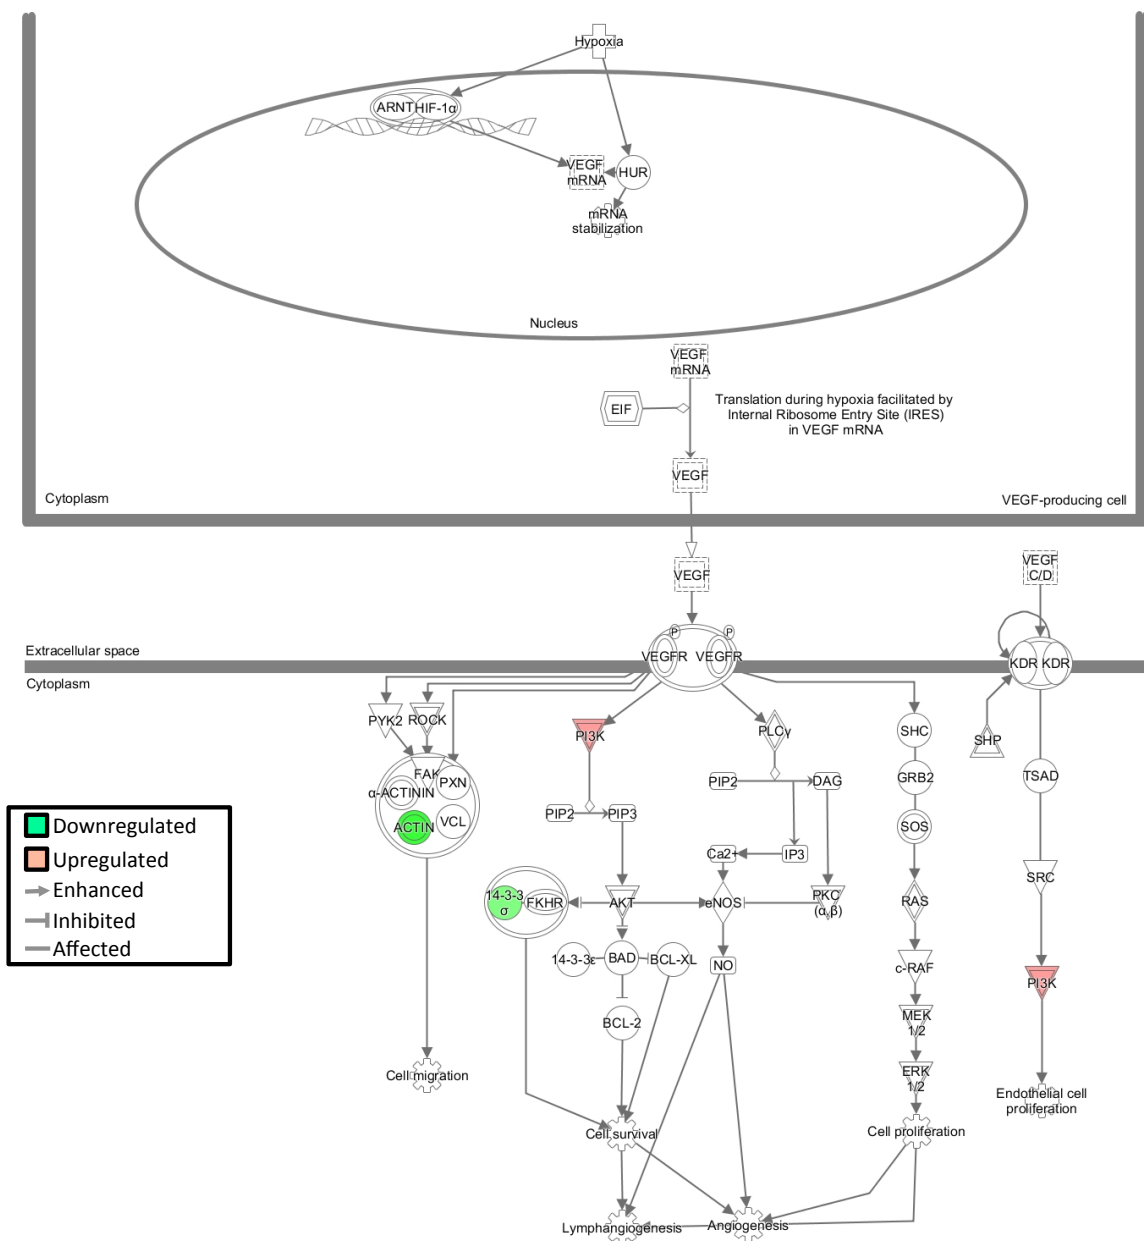 Hypoxia
ARNT HIF-1α
VEGF
mRNA
HUR
mRNA
stabilization
Nucleus
VEGF
mRNA
EIF
Translation during hypoxia facilitated by
Internal Ribosome Entry Site (IRES)
in VEGF mRNA
VEGF
Cytoplasm
VEGF-producing cell
VEGF
VEGF
C/D
P
P
VEGFR
VEGFR
Extracellular space
KDR
KDR
Cytoplasm
PYK2
ROCK
PI3K
PLCγ
SHC
SHP
FAK
PXN
α-ACTININ
ACTIN
VCL
PIP2
PIP3
PIP2
DAG
GRB2
TSAD
SOS
Ca2+
IP3
Downregulated
Upregulated
Enhanced
Inhibited
Affected
14-3-3
σ
FKHR
AKT
eNOS
PKC
(α,β)
RAS
SRC
14-3-3ε
BAD
BCL-XL
NO
c-RAF
PI3K
BCL-2
MEK
1/2
Cell migration
ERK
1/2
Endothelial cell
proliferation
Cell survival
Cell proliferation
Lymphangiogenesis
Angiogenesis